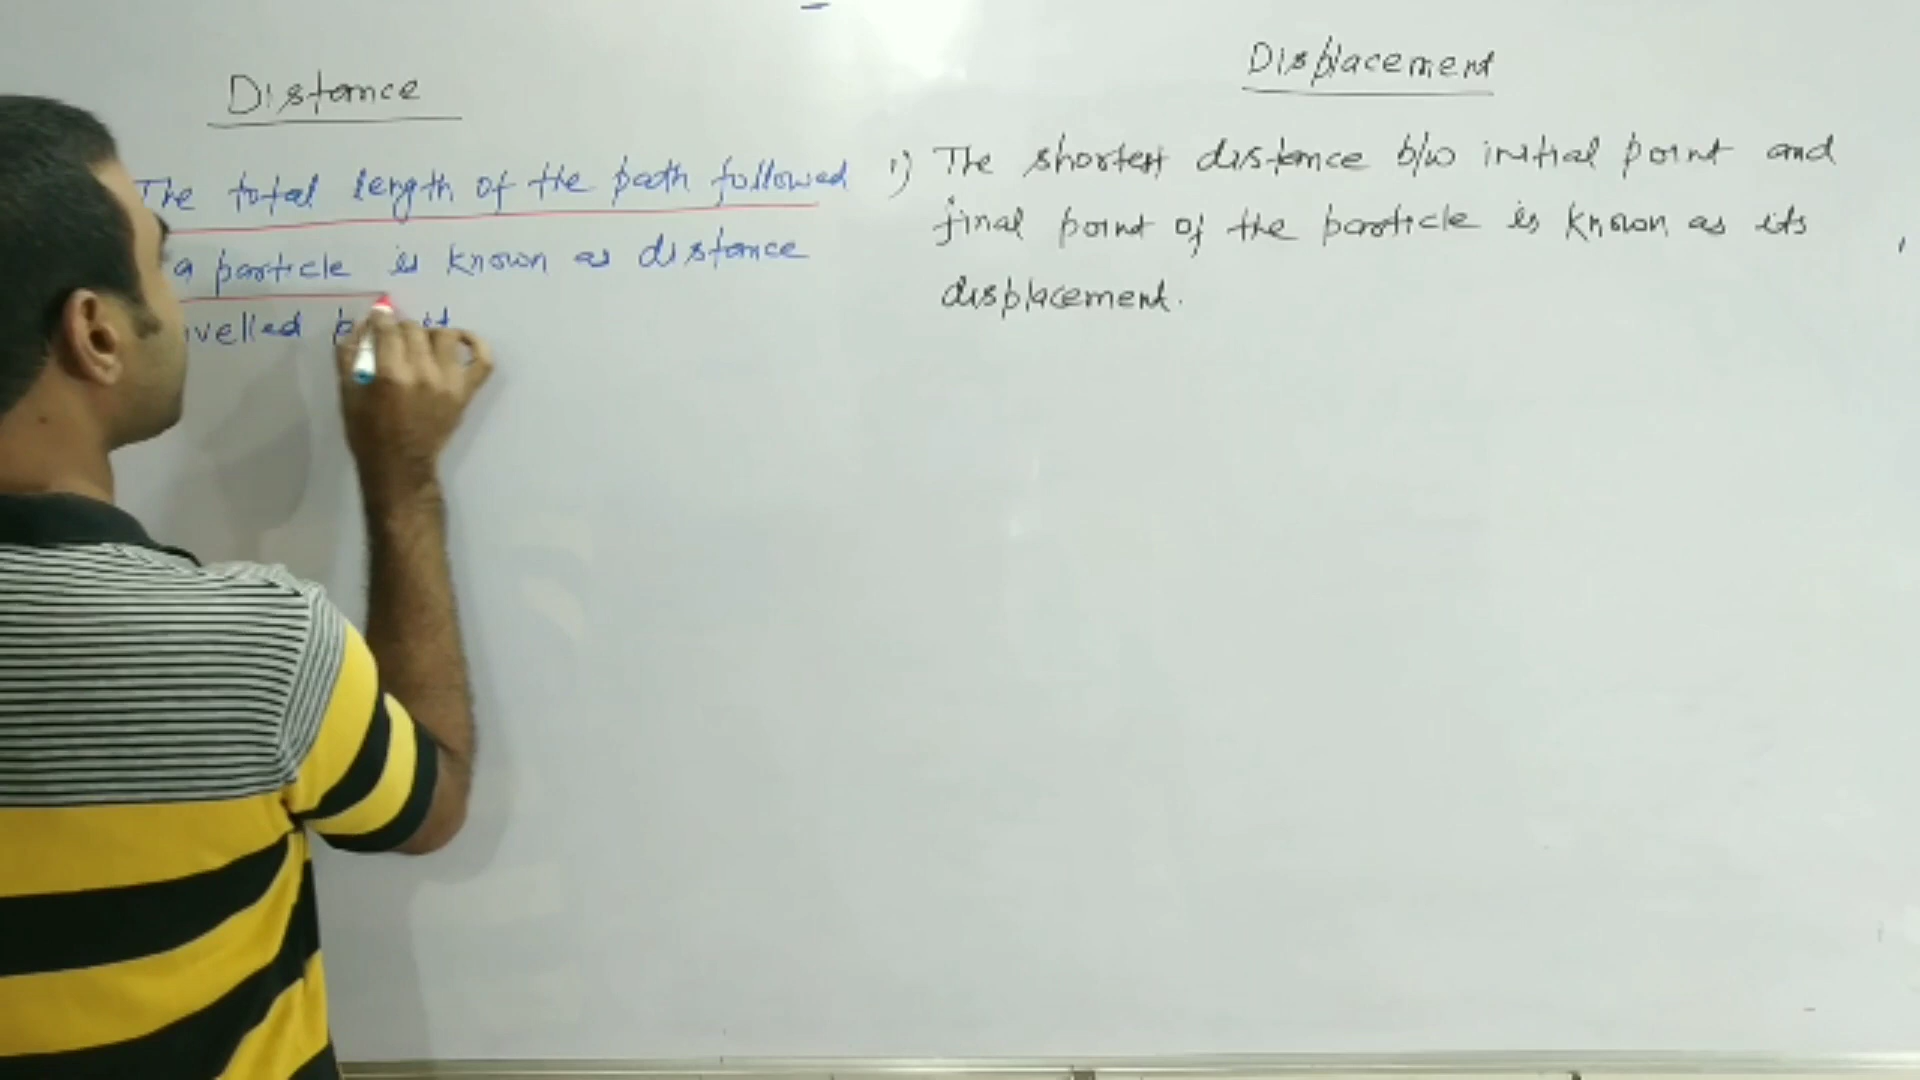 Distance
The total length of the path followed
a particle is known as distance
velled it
Displacement
1) The shortest distance b/w initial point and
final point of the particle is known as its
displacement.